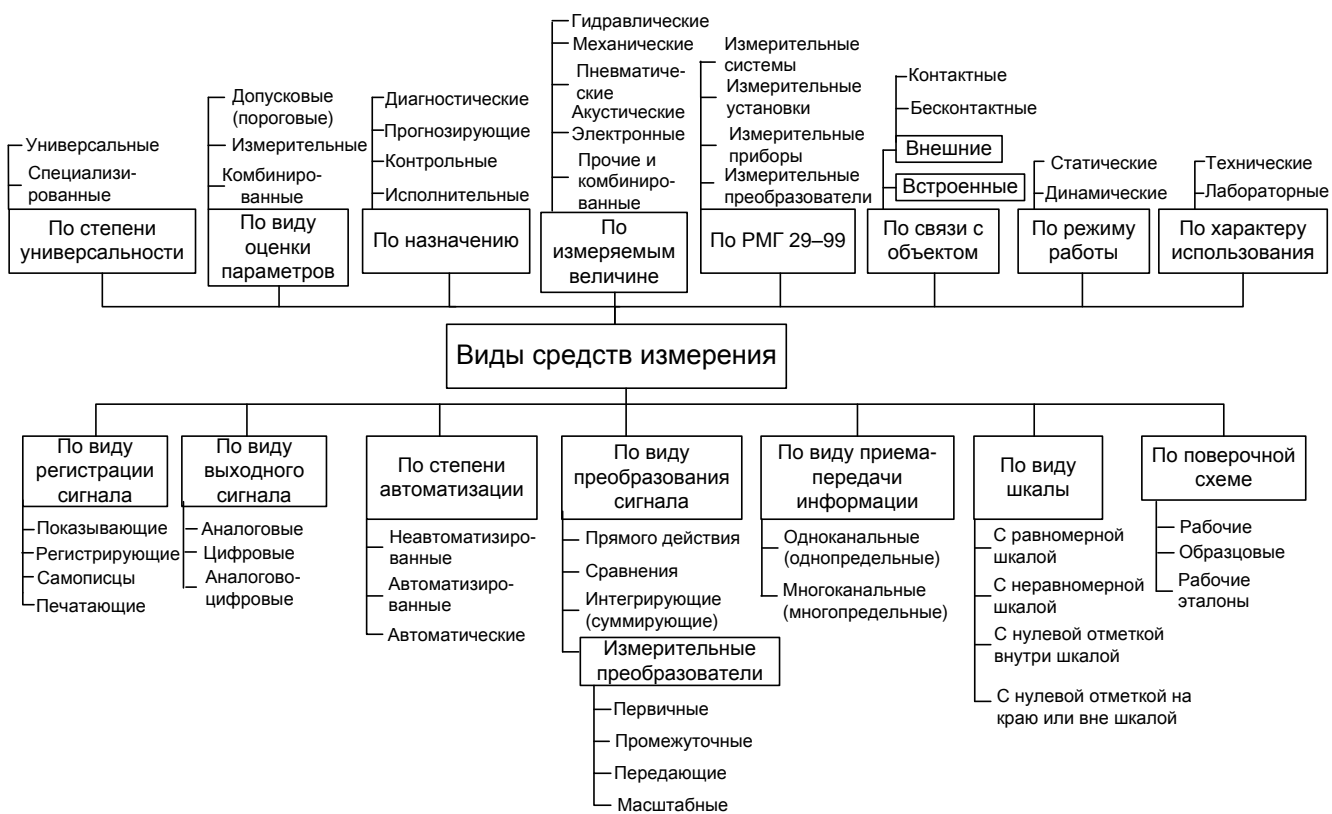 Универсальные
Специализи-
рованные
По степени
универсальности
Допусковые
(пороговые)
Измерительные
Комбиниро-
ванные
По виду
оценки
параметров
Диагностические
Прогнозирующие
Контрольные
Исполнительные
По назначению
Гидравлические
Механические
Пневматиче-
ские
Акустические
Электронные
Прочие и
комбиниро-
ванные
По
измеряемым
величине
Измерительные
системы
Измерительные
установки
Измерительные
приборы
Измерительные
преобразователи
По РМГ 29–99
Контактные
Бесконтактные
Внешние
Встроенные
По связи с
объектом
Статические
Динамические
По режиму
работы
Технические
Лабораторные
По характеру
использования
Виды средств измерения
По виду
регистрации
сигнала
Показывающие
Регистрирующие
Самописцы
Печатающие
По виду
выходного
сигнала
Аналоговые
Цифровые
Аналогово-
цифровые
По степени
автоматизации
Неавтоматизиро-
ванные
Автоматизиро-
ванные
Автоматические
По виду
преобразования
сигнала
Прямого действия
Сравнения
Интегрирующие
(суммирующие)
Измерительные
преобразователи
Первичные
Промежуточные
Передающие
Масштабные
По виду приема-
передачи
информации
Одноканальные
(однопредельные)
Многоканальные
(многопредельные)
По виду
шкалы
С равномерной
шкалой
С неравномерной
шкалой
С нулевой отметкой
внутри шкалой
С нулевой отметкой на
краю или вне шкалой
По поверочной
схеме
Рабочие
Образцовые
Рабочие
эталоны